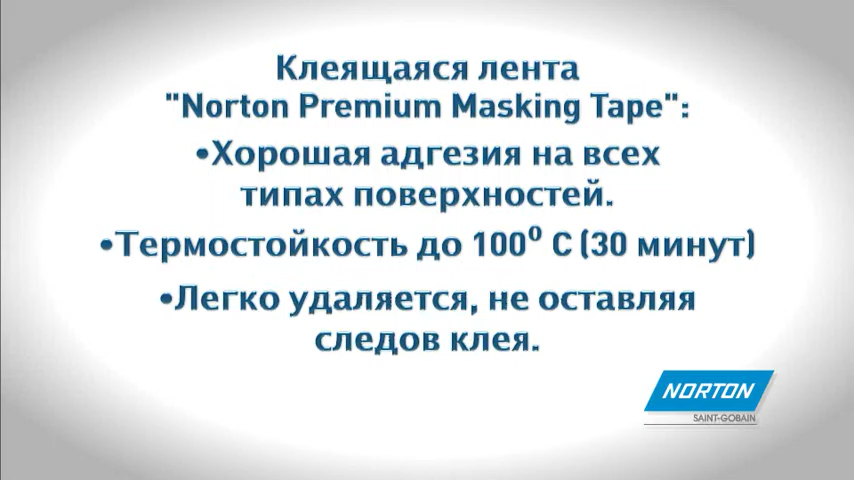 Клеящаяся лента
"Norton Premium Masking Tape":
•Хорошая адгезия на всех
типах поверхностей.
•Термостойкость до 100⁰ С (30 минут)
•Легко удаляется, не оставляя
следов клея.
NORTON
SAINT-GOBAIN